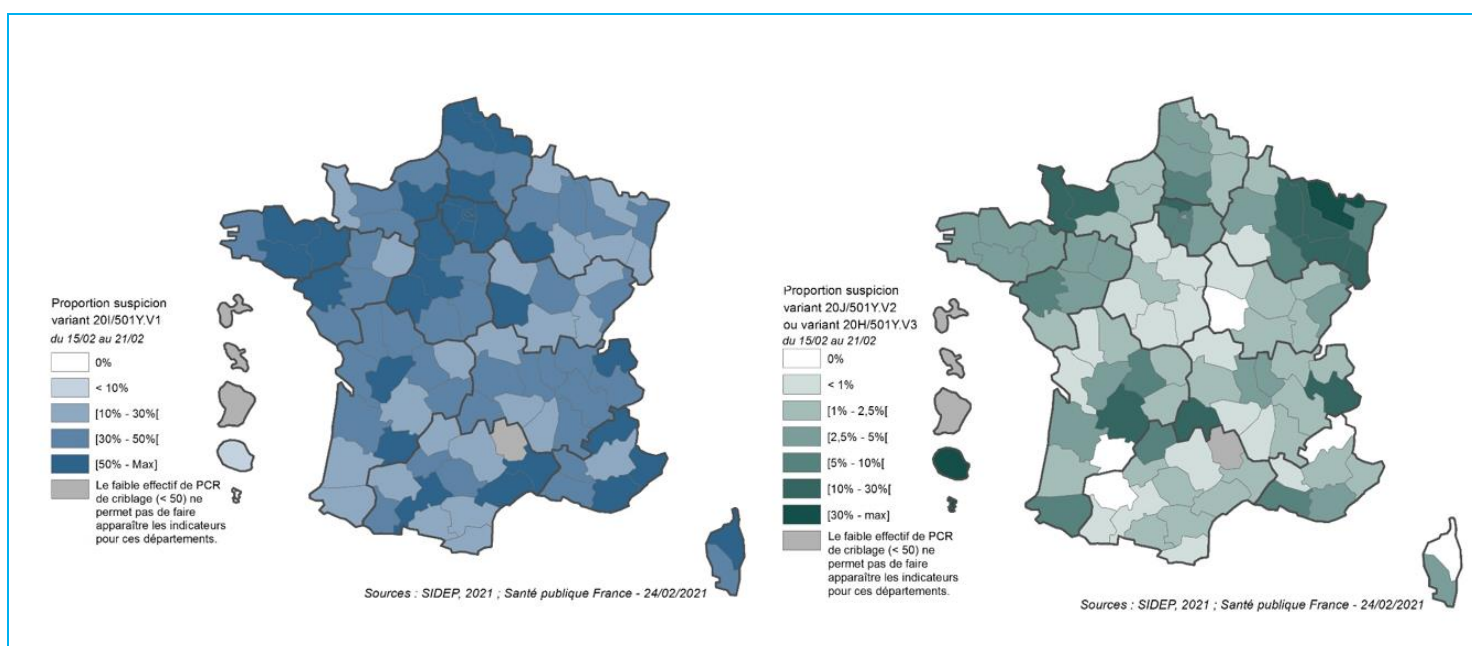 Proportion suspicion
variant 20I/501Y.V1
du 15/02 au 21/02
0%
< 10%
[10% - 30%[
[30% - 50%[
[50% - Max]
Le faible effectif de PCR
de criblage (< 50) ne
permet pas de faire
apparaître les indicateurs
pour ces départements.
Sources : SIDEP, 2021 ; Santé publique France - 24/02/2021
Proportion suspicion
variant 20J/501Y.V2
ou variant 20H/501Y.V3
du 15/02 au 21/02
0%
< 1%
[1% - 2,5%[
[2,5% - 5%[
[5% - 10%[
[10% - 30%[
[30% - max]
Le faible effectif de PCR
de criblage (< 50) ne
permet pas de faire
apparaître les indicateurs
pour ces départements.
Sources : SIDEP, 2021 ; Santé publique France - 24/02/2021